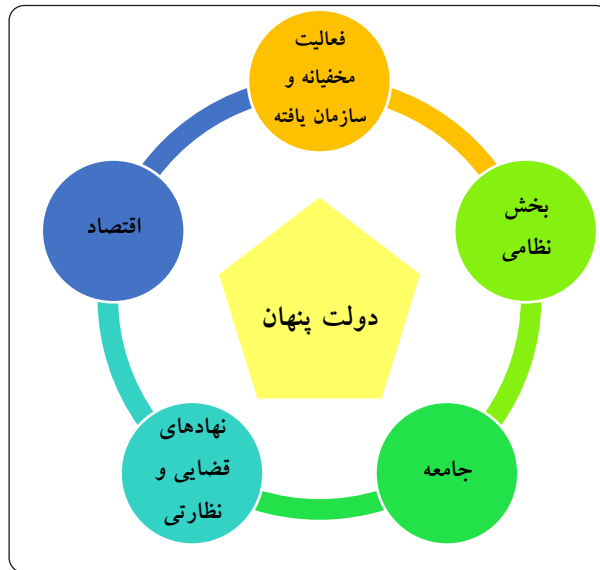 فعالیت
مخفیانه و
سازمان یافته
بخش
نظامی
اقتصاد
دولت پنهان
نهادهای
قضایی و
نظارتی
جامعه